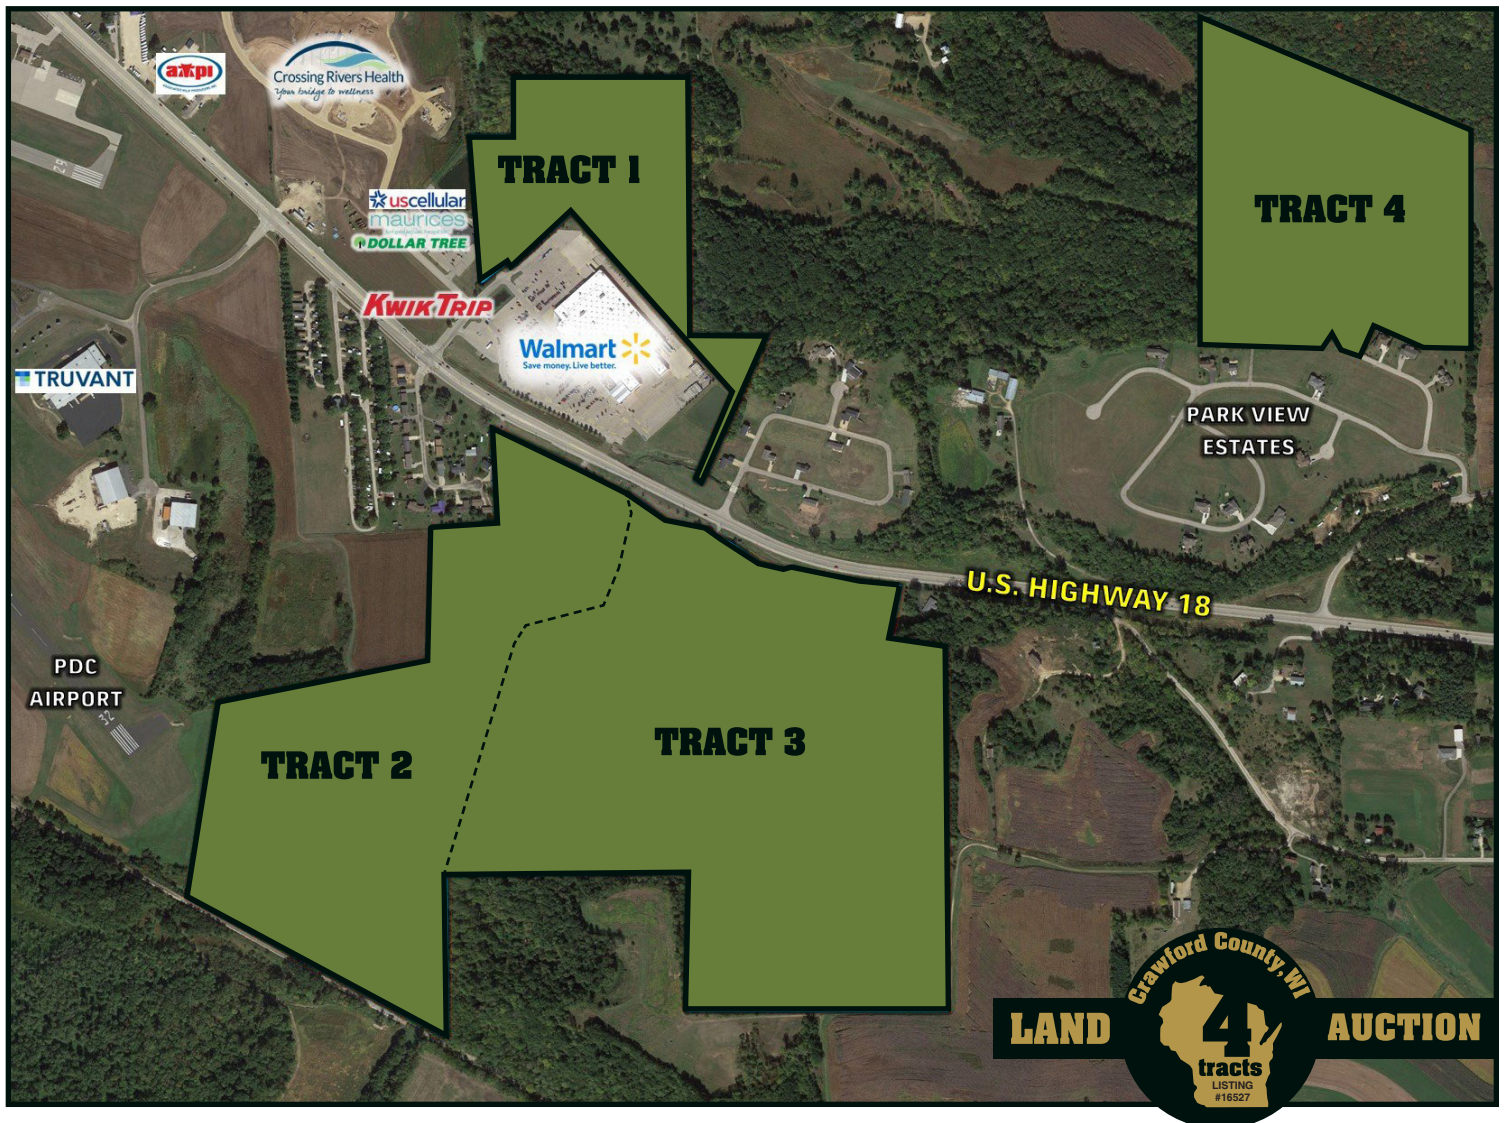 ampi
Crossing Rivers Health
Your bridge to wellness
TRACT 1
uscellular
maurices
DOLLAR TREE
KWIK TRIP
Walmart
Save money. Live better.
TRACT 4
TRUVANT
PARK VIEW
ESTATES
U.S. HIGHWAY 18
PDC
AIRPORT
32
29
TRACT 2
TRACT 3
Crawford County, WI
LAND
4
AUCTION
tracts
LISTING
#16527